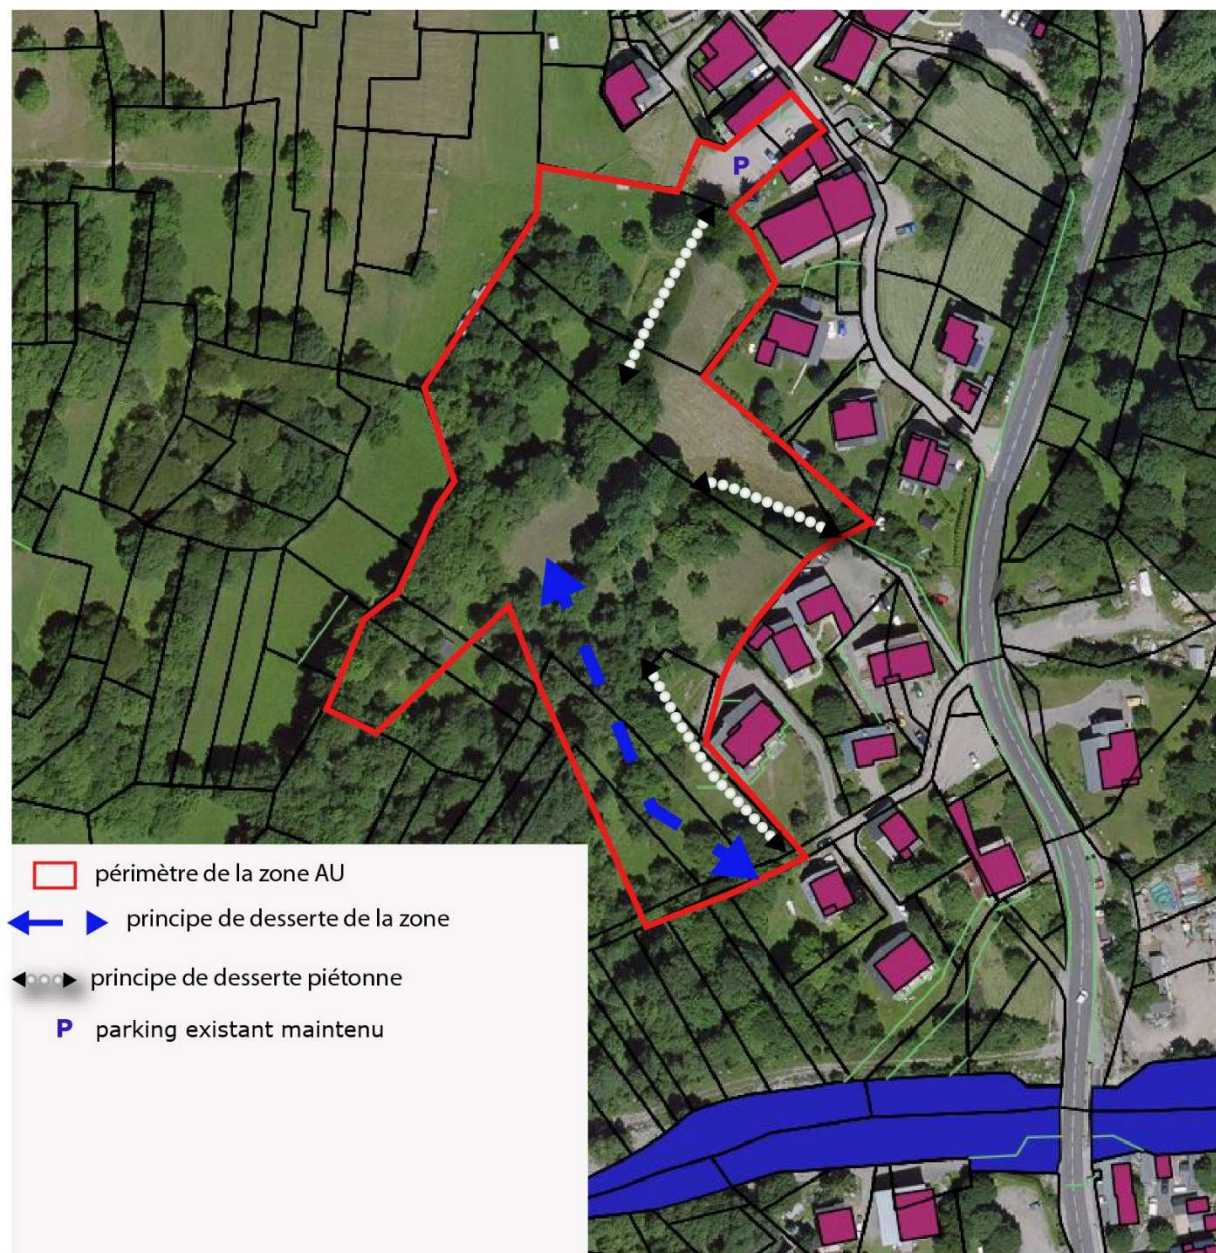 P
périmètre de la zone AU
principe de desserte de la zone
principe de desserte piétonne
P parking existant maintenu